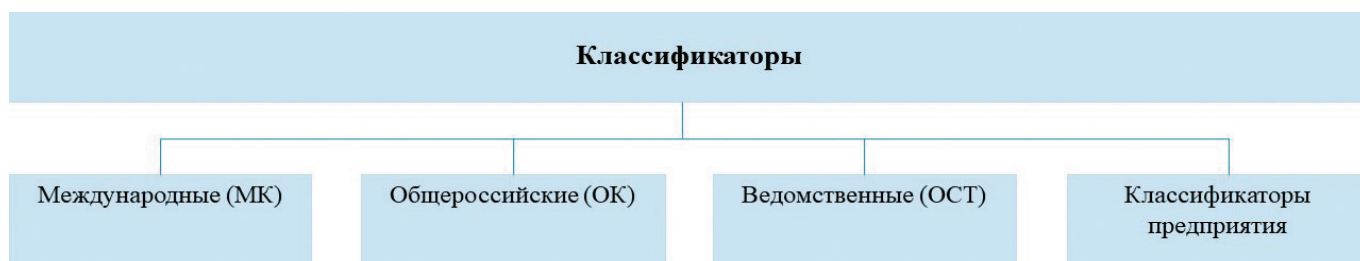 Классификаторы
Международные (МК)
Общероссийские (ОК)
Ведомственные (ОСТ)
Классификаторы
предприятия